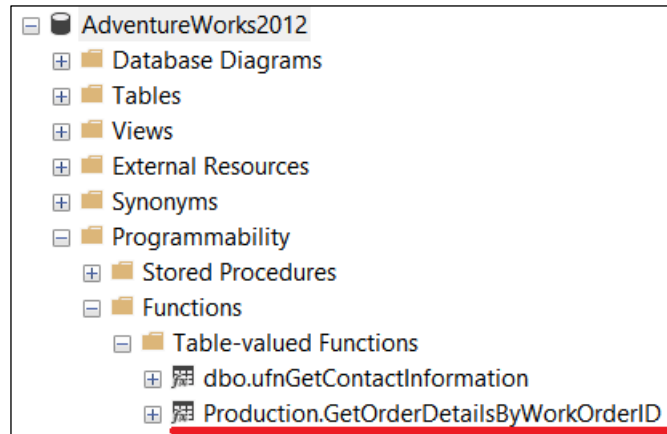 AdventureWorks2012
Database Diagrams
Tables
Views
External Resources
Synonyms
Programmability
Stored Procedures
Functions
Table-valued Functions
dbo.ufnGetContactInformation
Production.GetOrderDetailsByWorkOrderID